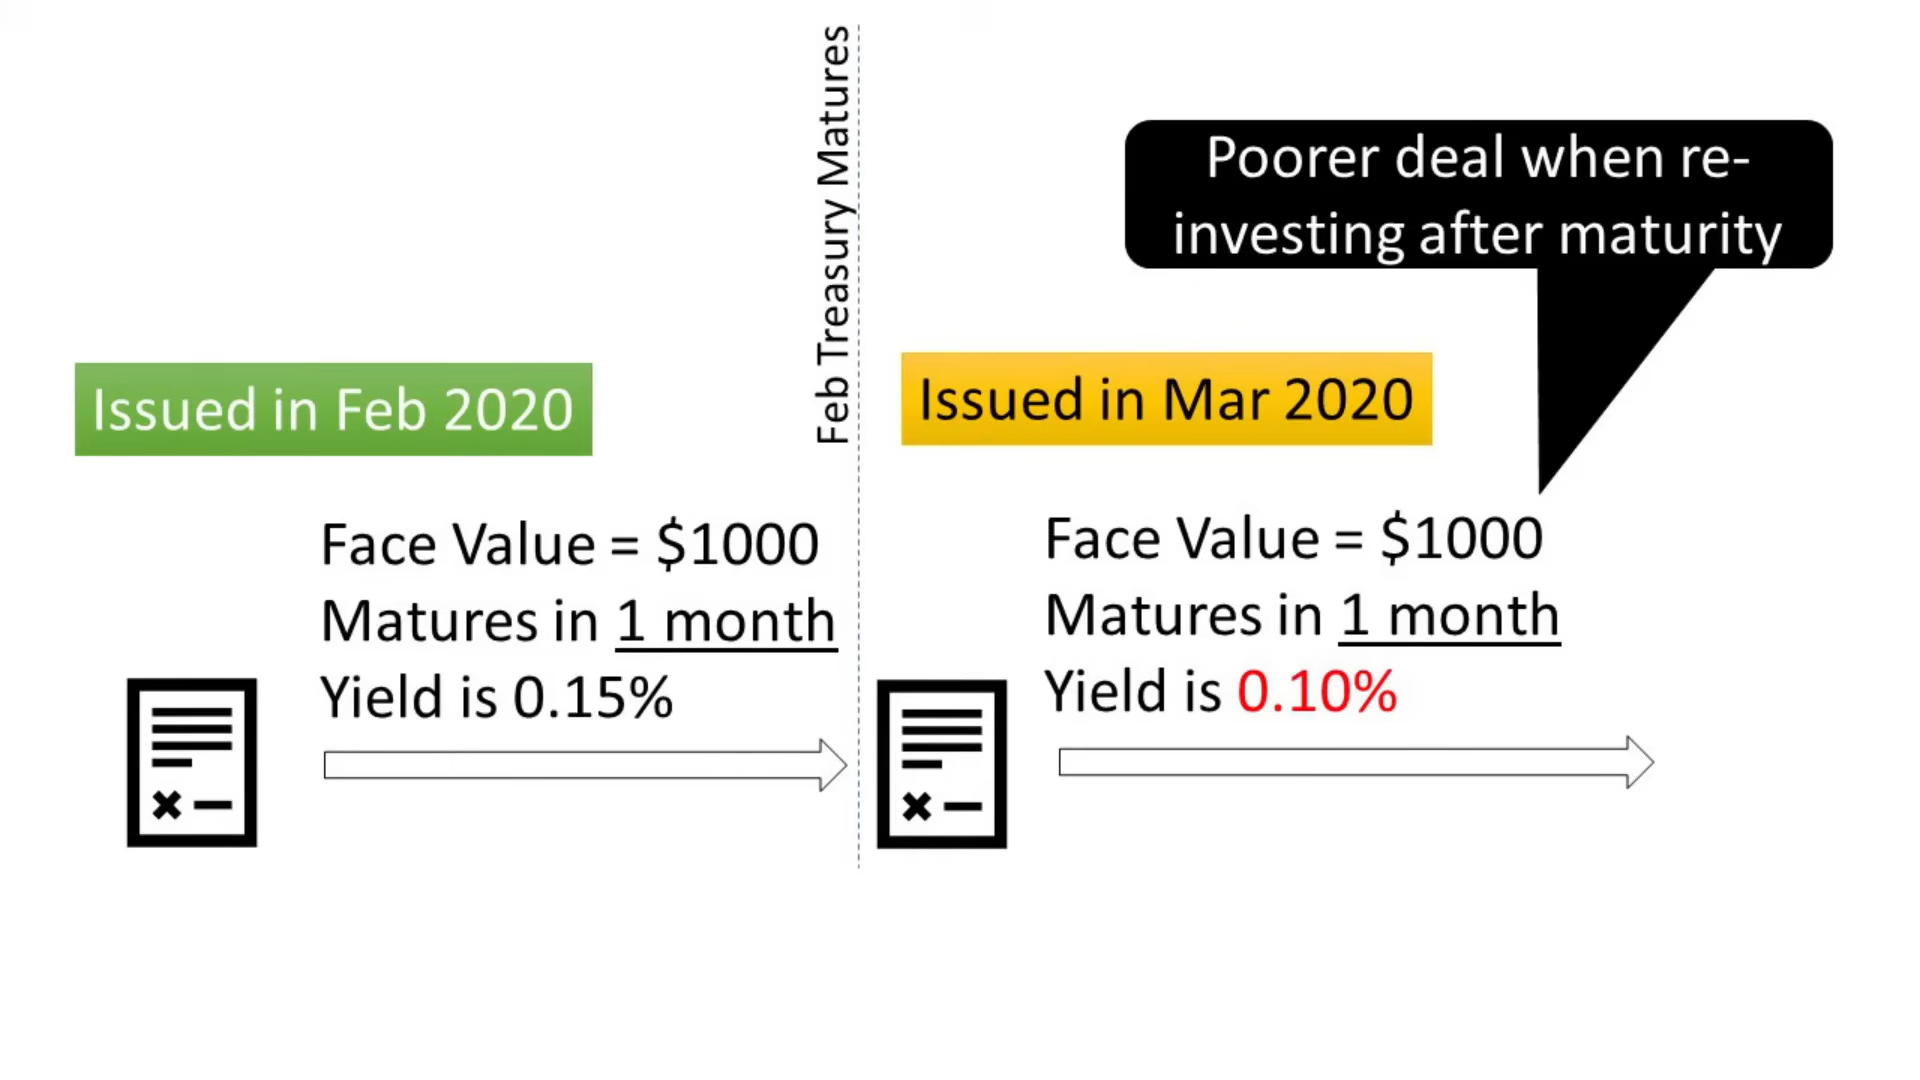 Feb Treasury Matures
Poorer deal when re-
investing after maturity
Issued in Feb 2020
Issued in Mar 2020
Face Value = $1000
Matures in 1 month
Yield is 0.15%
Face Value = $1000
Matures in 1 month
Yield is 0.10%